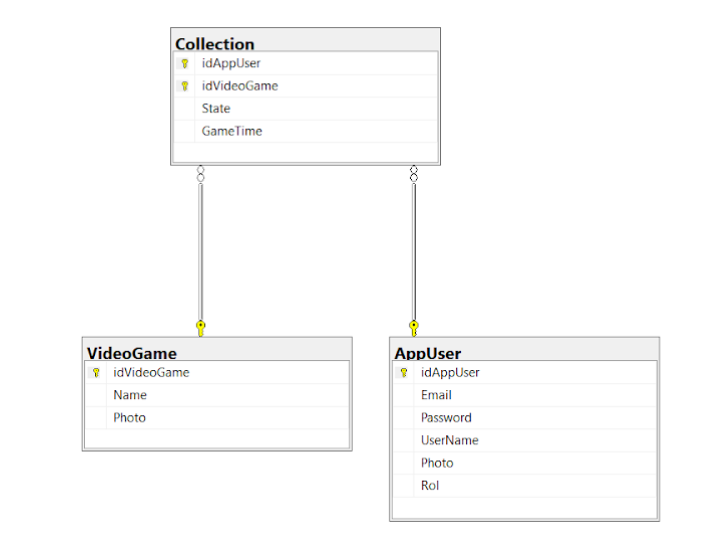 Collection
idAppUser
idVideoGame
State
GameTime
VideoGame
idVideoGame
Name
Photo
AppUser
idAppUser
Email
Password
UserName
Photo
Rol